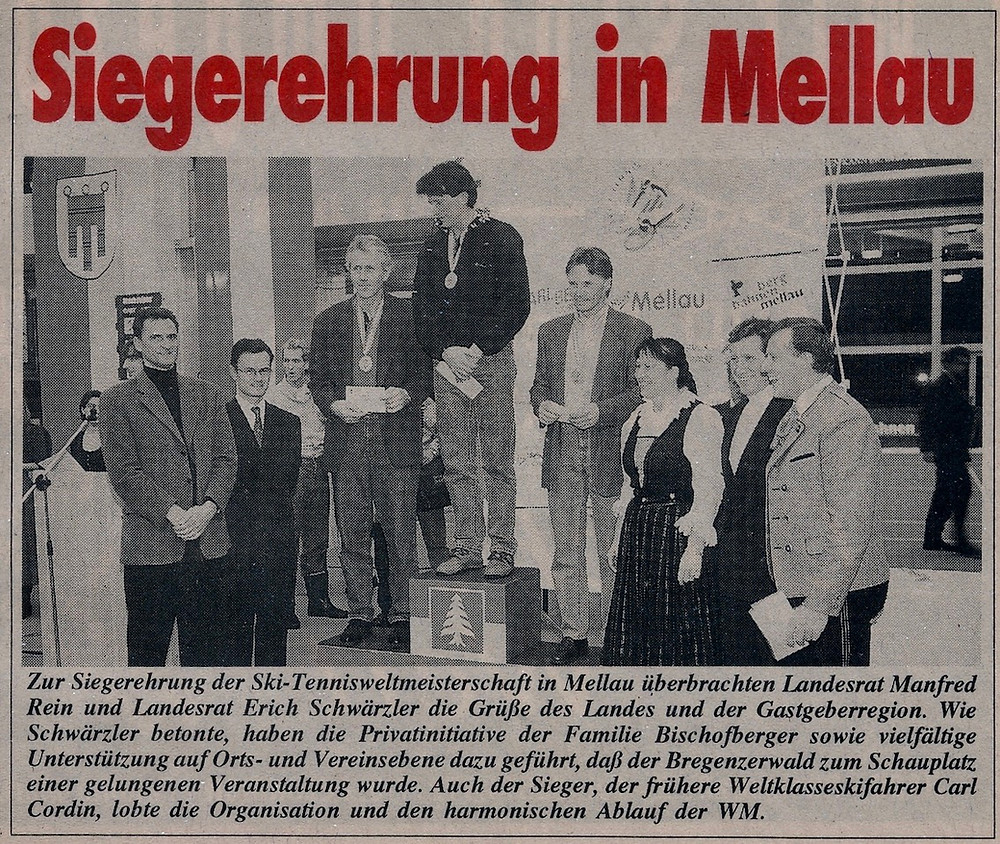 Siegerehrung in Mellau
Mellau
berg
bahnen
mellau
Zur Siegerehrung der Ski-Tennisweltmeisterschaft in Mellau überbrachten Landesrat Manfred
Rein und Landesrat Erich Schwärzler die Grüße des Landes und der Gastgeberregion. Wie
Schwärzler betonte, haben die Privatinitiative der Familie Bischofberger sowie vielfältige
Unterstützung auf Orts- und Vereinsebene dazu geführt, daß der Bregenzerwald zum Schauplatz
einer gelungenen Veranstaltung wurde. Auch der Sieger, der frühere Weltklasseskifahrer Carl
Cordin, lobte die Organisation und den harmonischen Ablauf der WM.